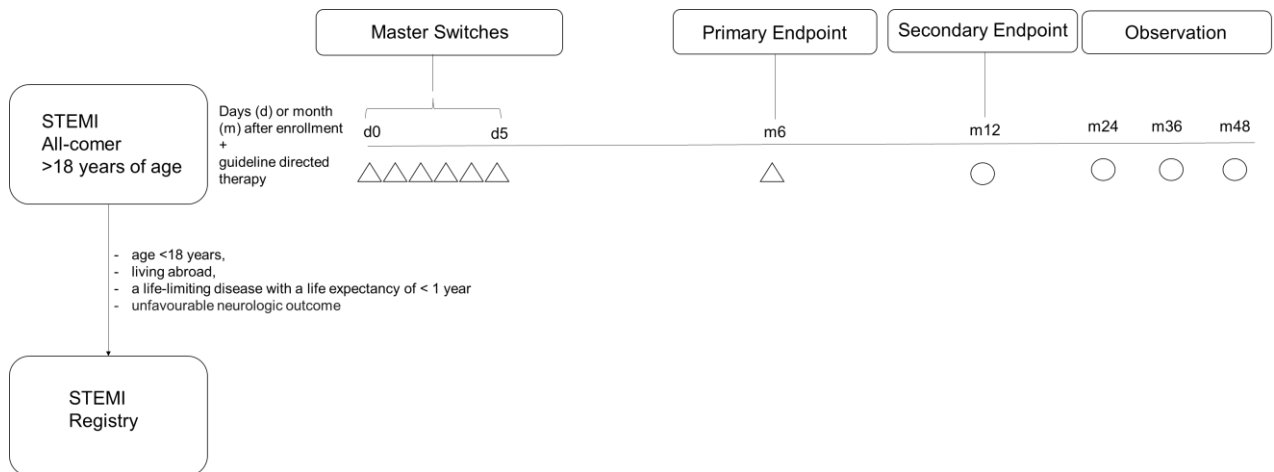 Master Switches
Primary Endpoint
Secondary Endpoint
Observation
STEMI
All-comer
>18 years of age
Days (d) or month
(m) after enrollment
+
guideline directed
therapy
d0
d5
m6
m12
m24
m36
m48
- age <18 years,
- living abroad,
- a life-limiting disease with a life expectancy of < 1 year
- unfavourable neurologic outcome
STEMI
Registry